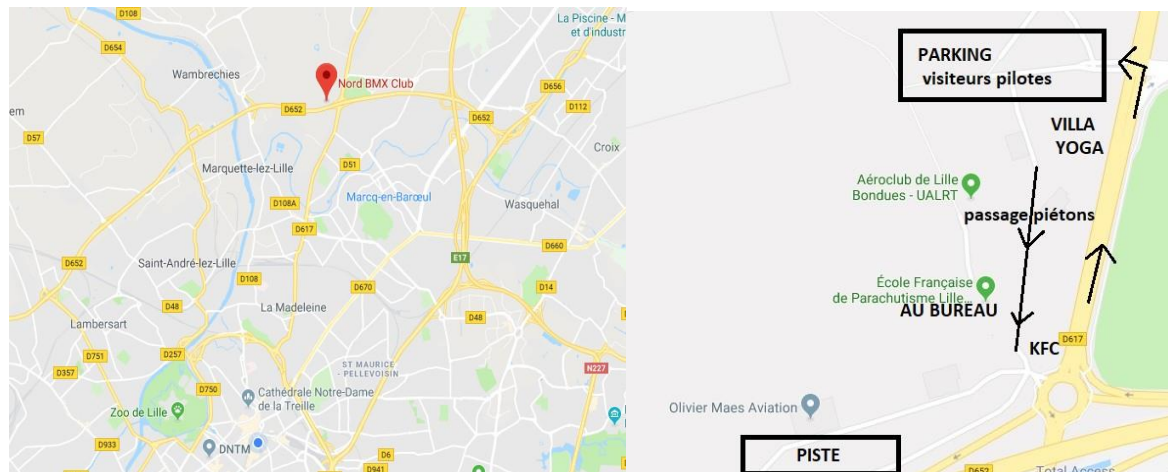 D108
D654
Wambrechies
Nord BMX Club
La Piscine - M
et d'industr
D656
D652
D112
D652
em
D57
D51
Croix
Marquette-lez-Lille
Marcq-en-Barœul
Wasquehal
D108A
D617
D660
D652
Saint-André-lez-Lille
E17
D108
D670
D14
D48
La Madeleine
D48
Lambersart
D751
D257
ST MAURICE
- PELLEVOISIN
D357
D750
N227
Zoo de Lille
Cathédrale Notre-Dame
de la Treille
D933
DNTM
D6
D941
PARKING
visiteurs pilotes
VILLA
YOGA
Aéroclub de Lille
Bondues - UALRT
passage piétons
École Française
de Parachutisme Lille...
AU BUREAU
KFC
D617
Olivier Maes Aviation
PISTE
D652
Total Access